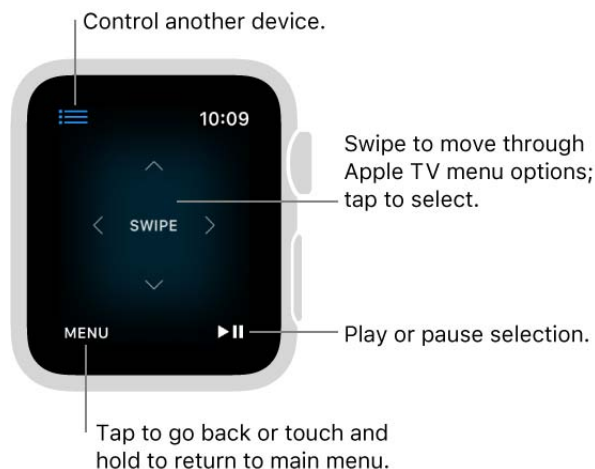 Control another device.
10:09
Swipe to move through
Apple TV menu options;
tap to select.
SWIPE
MENU
Play or pause selection.
Tap to go back or touch and
hold to return to main menu.